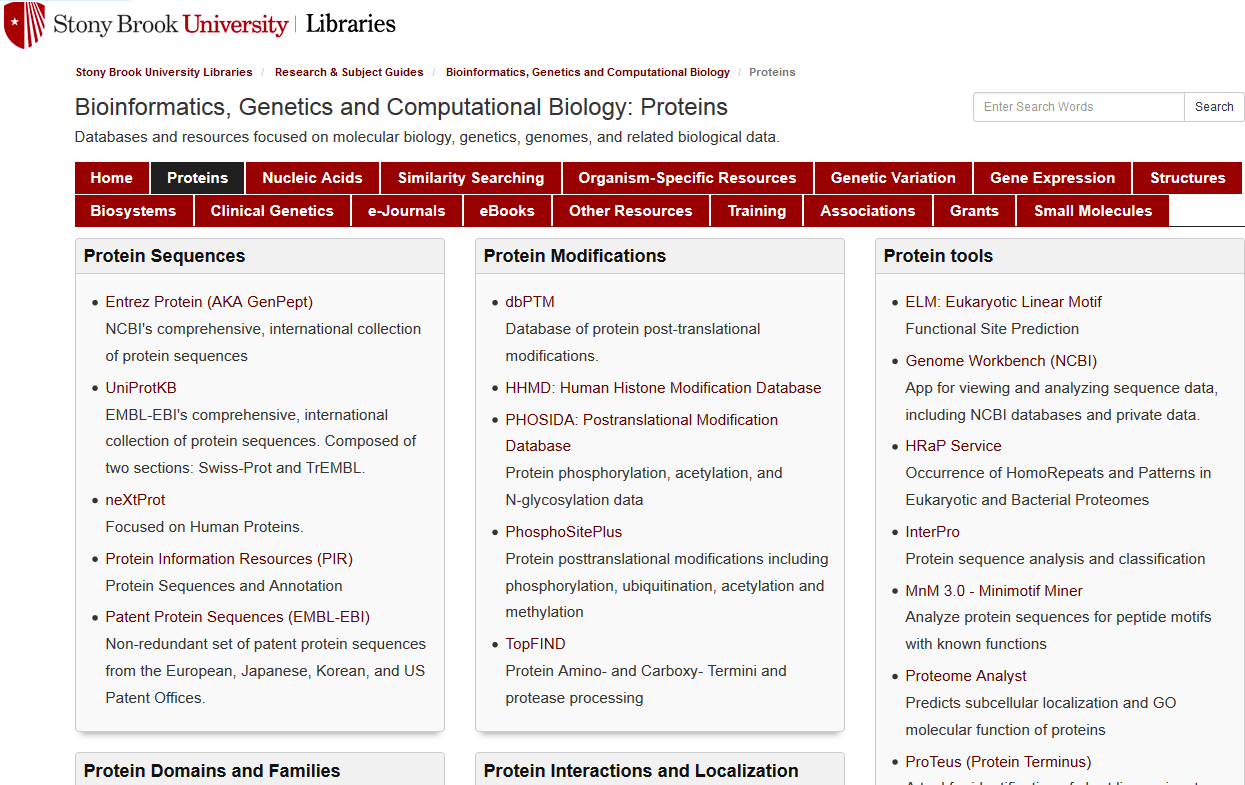 Stony Brook University | Libraries
Stony Brook University Libraries / Research & Subject Guides / Bioinformatics, Genetics and Computational Biology / Proteins
Bioinformatics, Genetics and Computational Biology: Proteins
Enter Search Words Search
Databases and resources focused on molecular biology, genetics, genomes, and related biological data.
Home Proteins Nucleic Acids Similarity Searching Organism-Specific Resources Genetic Variation Gene Expression Structures
Biosystems Clinical Genetics e-Journals eBooks Other Resources Training Associations Grants Small Molecules
Protein Sequences
• Entrez Protein (AKA GenPept)
NCBI's comprehensive, international collection
of protein sequences
• UniProtKB
EMBL-EBI's comprehensive, international
collection of protein sequences. Composed of
two sections: Swiss-Prot and TrEMBL.
• neXtProt
Focused on Human Proteins.
• Protein Information Resources (PIR)
Protein Sequences and Annotation
• Patent Protein Sequences (EMBL-EBI)
Non-redundant set of patent protein sequences
from the European, Japanese, Korean, and US
Patent Offices.
Protein Domains and Families
Protein Modifications
• dbPTM
Database of protein post-translational
modifications.
• HHMD: Human Histone Modification Database
• PHOSIDA: Postranslational Modification
Database
Protein phosphorylation, acetylation, and
N-glycosylation data
• PhosphoSitePlus
Protein posttranslational modifications including
phosphorylation, ubiquitination, acetylation and
methylation
• TopFIND
Protein Amino- and Carboxy- Termini and
protease processing
Protein Interactions and Localization
Protein tools
• ELM: Eukaryotic Linear Motif
Functional Site Prediction
• Genome Workbench (NCBI)
App for viewing and analyzing sequence data,
including NCBI databases and private data.
• HRaP Service
Occurrence of HomoRepeats and Patterns in
Eukaryotic and Bacterial Proteomes
• InterPro
Protein sequence analysis and classification
• MnM 3.0 - Minimotif Miner
Analyze protein sequences for peptide motifs
with known functions
• Proteome Analyst
Predicts subcellular localization and GO
molecular function of proteins
• ProTeus (Protein Terminus)